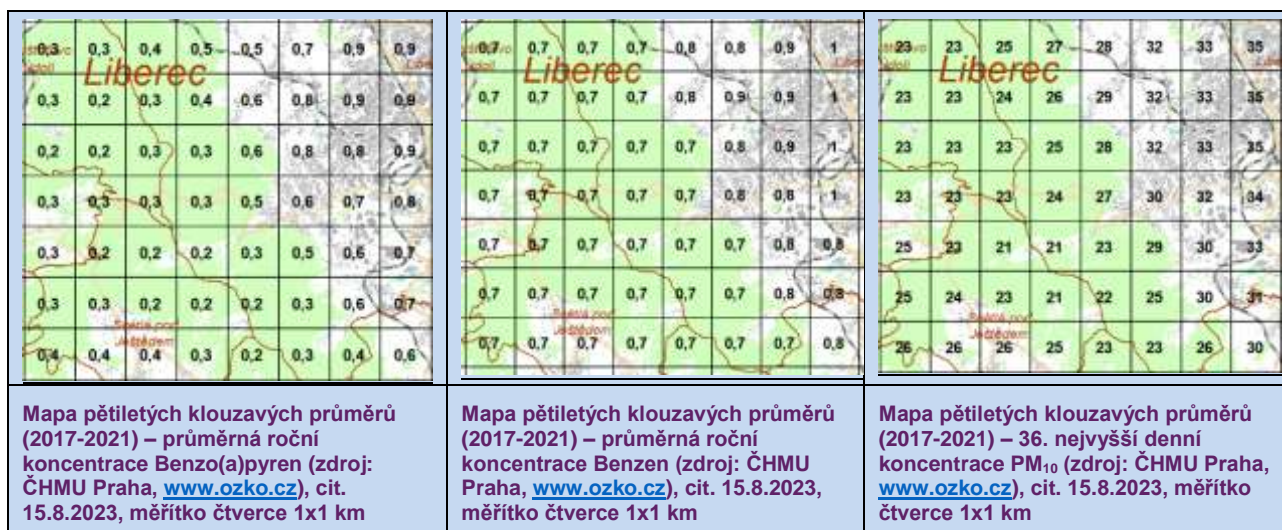 0,3 0,3 0,4 0,5 0,5 0,7 0,9 0,9
Liberec
0,3 0,2 0,3 0,4 0,6 0,8 0,9 0,9
0,2 0,2 0,3 0,3 0,6 0,8 0,8 0,9
0,3 0,3 0,3 0,3 0,5 0,6 0,7 0,8
0,3 0,2 0,2 0,2 0,3 0,5 0,6 0,7
0,3 0,3 0,2 0,2 0,2 0,3 0,6 0,7
Ještědem
0,4 0,4 0,4 0,3 0,2 0,3 0,4 0,6
Mapa pětiletých klouzavých průměrů
(2017-2021) – průměrná roční
koncentrace Benzo(a)pyren (zdroj:
ČHMU Praha, www.ozko.cz), cit.
15.8.2023, měřítko čtverce 1x1 km
0,7 0,7 0,7 0,7 0,8 0,8 0,9 1
Liberec
0,7 0,7 0,7 0,7 0,8 0,9 0,9 1
0,7 0,7 0,7 0,7 0,7 0,8 0,9 1
0,7 0,7 0,7 0,7 0,7 0,8 0,8 1
0,7 0,7 0,7 0,7 0,7 0,7 0,8 0,8
0,7 0,7 0,7 0,7 0,7 0,7 0,8 0,8
Ještědem
0,7 0,7 0,7 0,7 0,7 0,7 0,7 0,8
Mapa pětiletých klouzavých průměrů
(2017-2021) – průměrná roční
koncentrace Benzen (zdroj: ČHMU
Praha, www.ozko.cz), cit. 15.8.2023,
měřítko čtverce 1x1 km
23 23 25 27 28 32 33 35
Liberec
23 23 24 26 29 32 33 35
23 23 23 25 28 32 33 35
23 23 23 24 27 30 32 34
25 23 21 21 23 29 30 33
25 24 23 21 22 25 30 31
Ještědem
26 26 26 25 23 23 26 30
Mapa pětiletých klouzavých průměrů
(2017-2021) – 36. nejvyšší denní
koncentrace PM₁₀ (zdroj: ČHMU Praha,
www.ozko.cz), cit. 15.8.2023, měřítko
čtverce 1x1 km